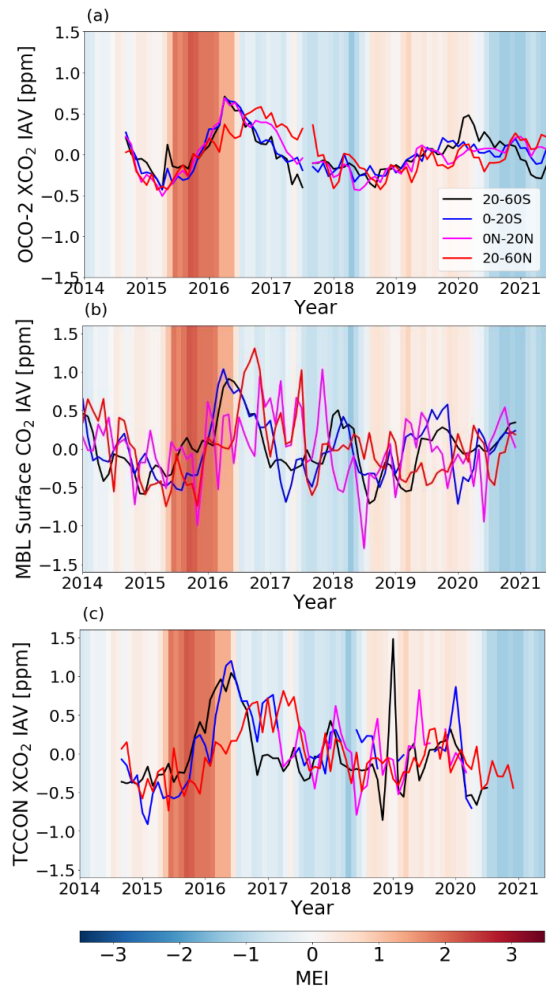 (a)
1.5
1.0
0.5
0.0
−0.5
−1.0
−1.5
OCO-2 XCO₂ IAV [ppm]
20-60S
0-20S
0N-20N
20-60N
2014 2015 2016 2017 2018 2019 2020 2021
Year
(b)
1.5
1.0
0.5
0.0
−0.5
−1.0
−1.5
MBL Surface CO₂ IAV [ppm]
2014 2015 2016 2017 2018 2019 2020 2021
Year
(c)
1.5
1.0
0.5
0.0
−0.5
−1.0
−1.5
TCCON XCO₂ IAV [ppm]
2014 2015 2016 2017 2018 2019 2020 2021
Year
−3 −2 −1 0 1 2 3
MEI